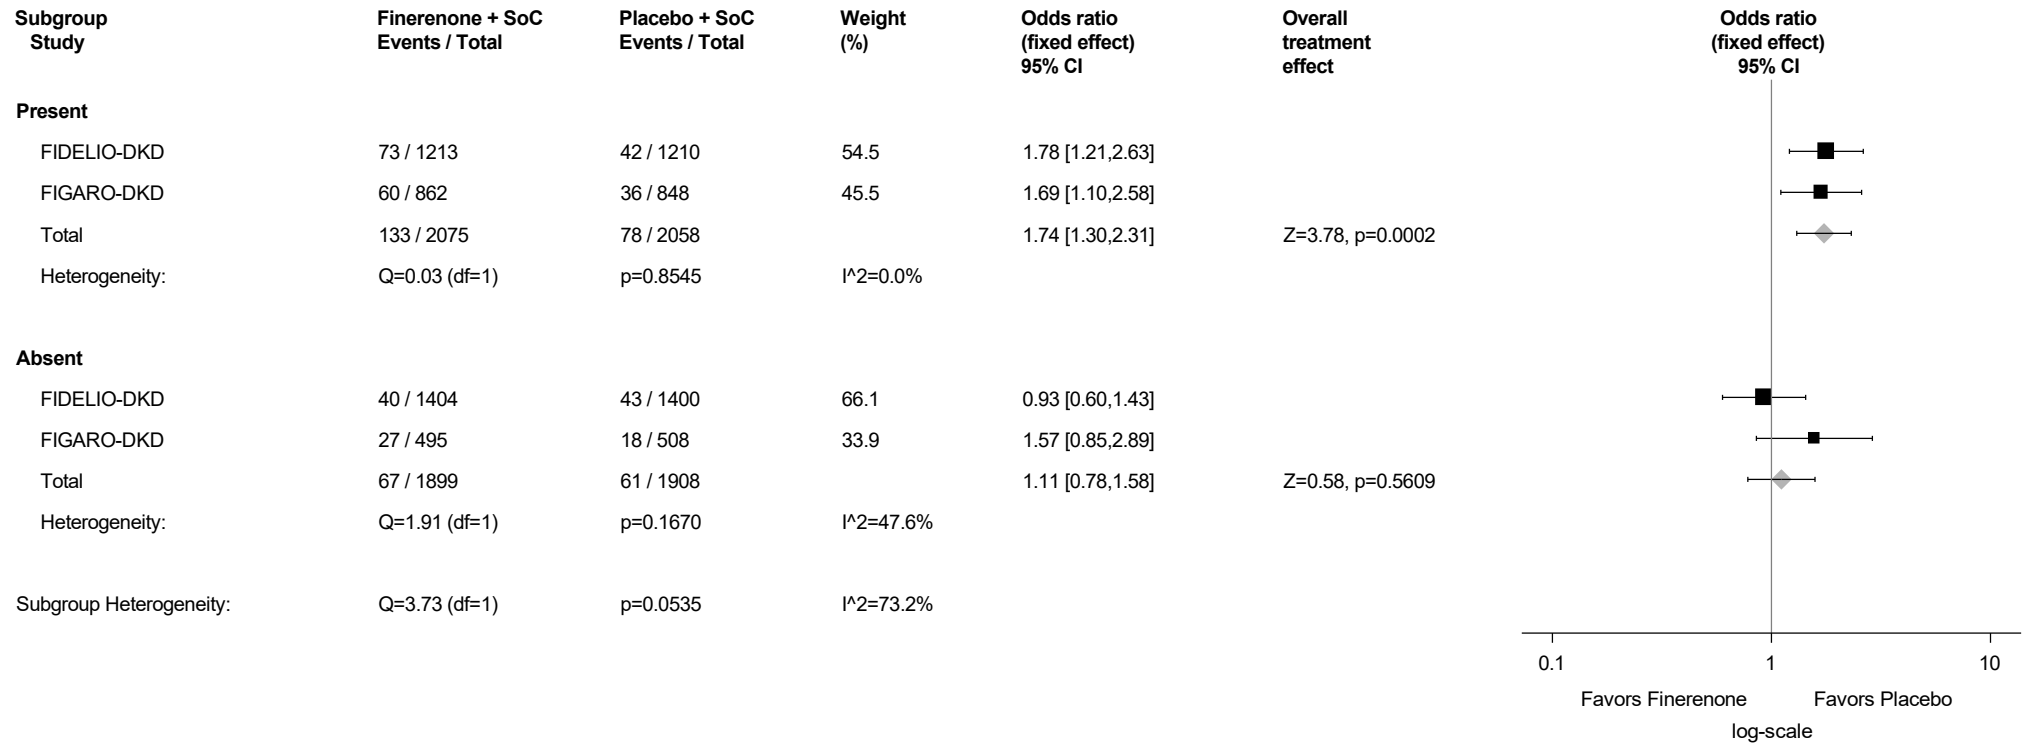 Subgroup Finerenone + SoC Placebo + SoC Weight Odds ratio Overall Odds ratio
Study Events / Total Events / Total (%) (fixed effect) treatment (fixed effect)
95% CI effect 95% CI
Present
FIDELIO-DKD 73 / 1213 42 / 1210 54.5 1.78 [1.21,2.63]
FIGARO-DKD 60 / 862 36 / 848 45.5 1.69 [1.10,2.58]
Total 133 / 2075 78 / 2058 1.74 [1.30,2.31] Z=3.78, p=0.0002
Heterogeneity: Q=0.03 (df=1) p=0.8545 I^2=0.0%
Absent
FIDELIO-DKD 40 / 1404 43 / 1400 66.1 0.93 [0.60,1.43]
FIGARO-DKD 27 / 495 18 / 508 33.9 1.57 [0.85,2.89]
Total 67 / 1899 61 / 1908 1.11 [0.78,1.58] Z=0.58, p=0.5609
Heterogeneity: Q=1.91 (df=1) p=0.1670 I^2=47.6%
Subgroup Heterogeneity: Q=3.73 (df=1) p=0.0535 I^2=73.2%
0.1 1 10
Favors Finerenone Favors Placebo
log-scale